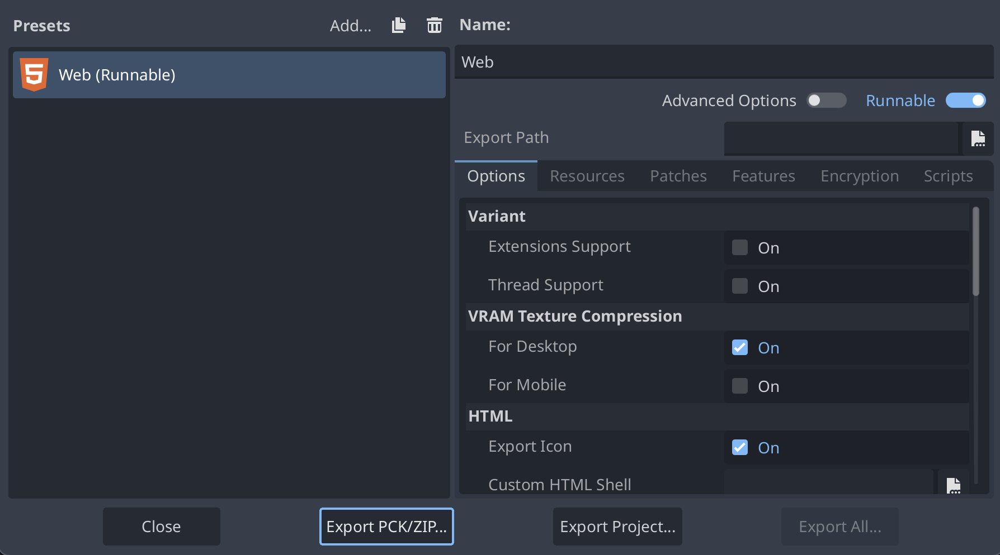 Presets
Add...
Web (Runnable)
Name:
Web
Advanced Options
Runnable
Export Path
Options Resources Patches Features Encryption Scripts
Variant
Extensions Support On
Thread Support On
VRAM Texture Compression
For Desktop On
For Mobile On
HTML
Export Icon On
Custom HTML Shell
Close Export PCK/ZIP... Export Project... Export All...